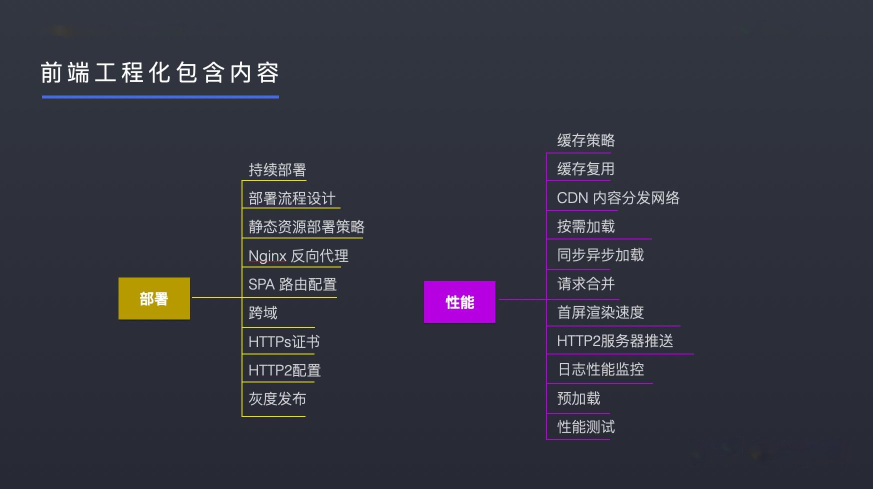 前端工程化包含内容
部署
持续部署
部署流程设计
静态资源部署策略
Nginx 反向代理
SPA 路由配置
跨域
HTTPs证书
HTTP2配置
灰度发布
性能
缓存策略
缓存复用
CDN 内容分发网络
按需加载
同步异步加载
请求合并
首屏渲染速度
HTTP2服务器推送
日志性能监控
预加载
性能测试